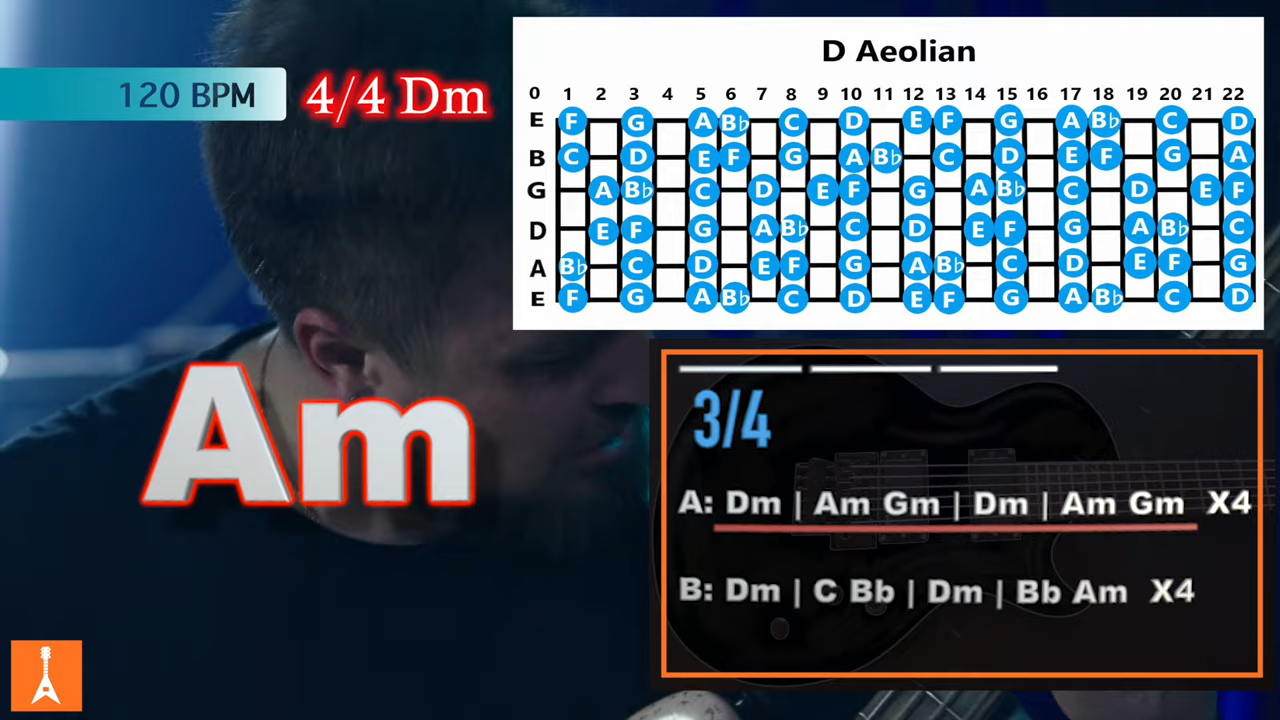 120 BPM
4/4 Dm
D Aeolian
0 1 2 3 4 5 6 7 8 9 10 11 12 13 14 15 16 17 18 19 20 21 22
E F G A B♭ C D E F G A B♭ C D
B C D E F G A B♭ C D E F G A
G A B♭ C D E F G A B♭ C D E F
D E F G A B♭ C D E F G A B♭ C
A B♭ C D E F G A B♭ C D E F G
E F G A B♭ C D E F G A B♭ C D
Am
3/4
A: Dm | Am Gm | Dm | Am Gm X4
B: Dm | C Bb | Dm | Bb Am X4